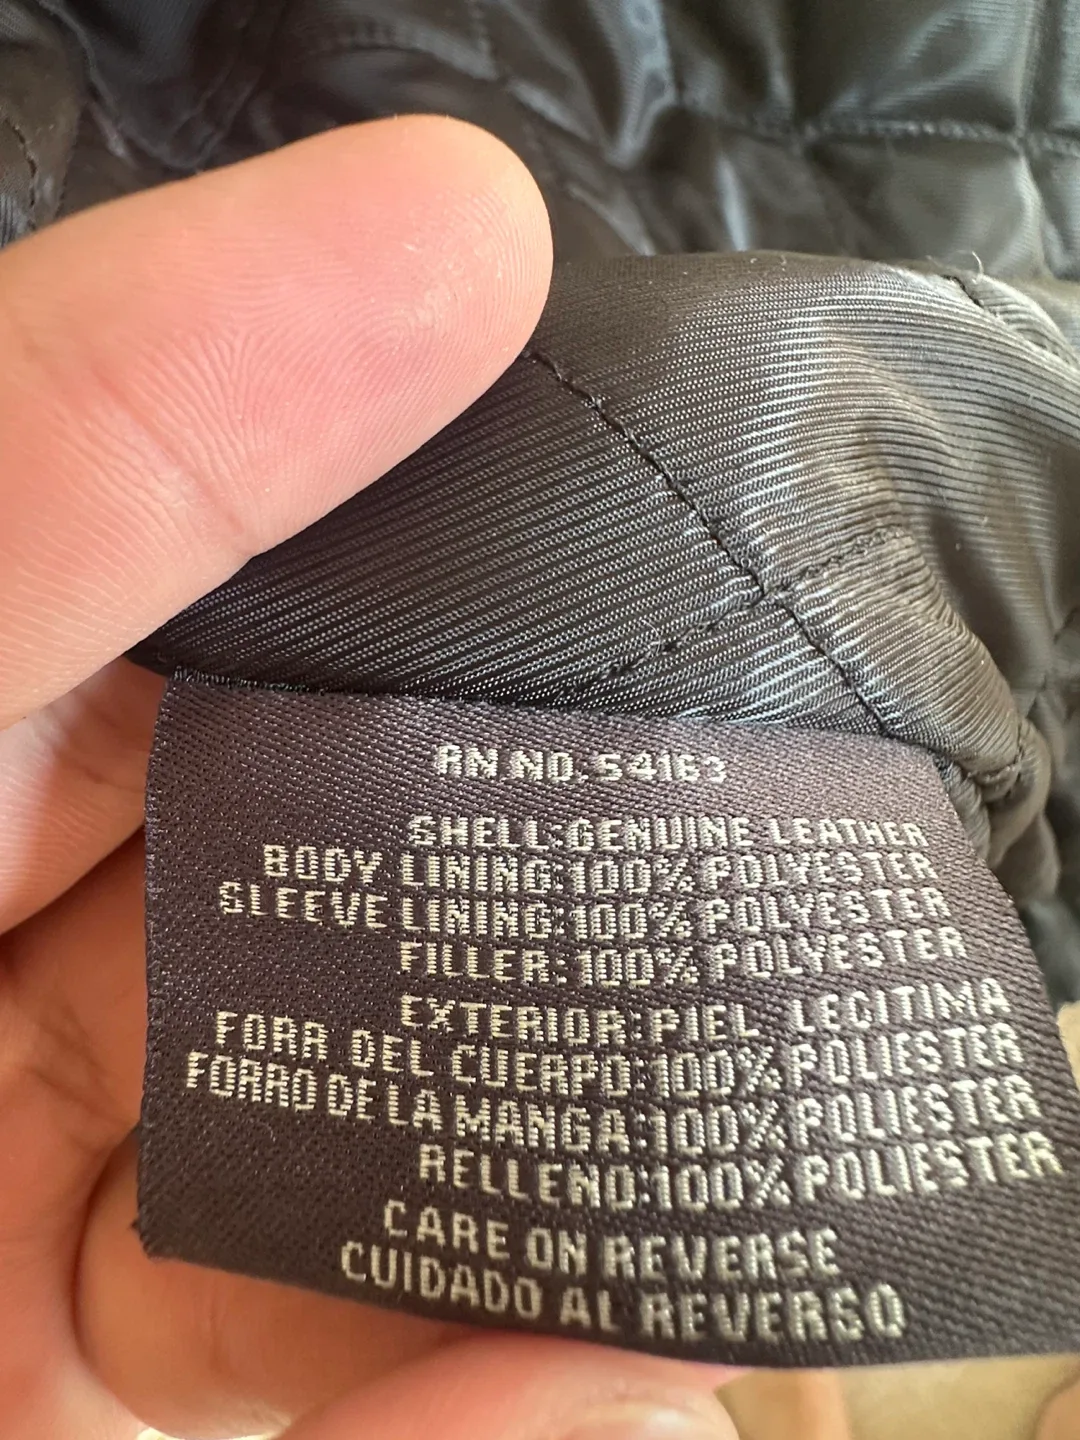 RN NO. 54163
SHELL:GENUINE LEATHER
BODY LINING:100% POLYESTER
SLEEVE LINING:100% POLYESTER
FILLER:100% POLYESTER
EXTERIOR:PIEL LEGITIMA
FORR DEL CUERPO:100% POLIESTER
FORRO DE LA MANGA:100% POLIESTER
RELLENO:100% POLIESTER
CARE ON REVERSE
CUIDADO AL REVERSO